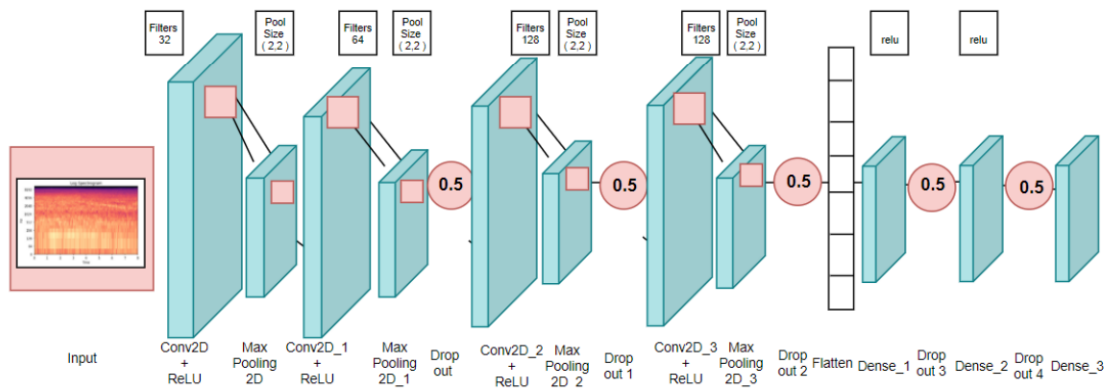 Filters
32
Pool
Size
( 2,2 )
Filters
64
Pool
Size
( 2,2 )
Filters
128
Pool
Size
( 2,2 )
Filters
128
Pool
Size
( 2,2 )
relu
relu
Log Spectrogram
0.5
0.5
0.5
0.5
0.5
Input
Conv2D
+
ReLU
Max
Pooling
2D
Conv2D_1
+
ReLU
Max
Pooling
2D_1
Drop
out
Conv2D_2
+
ReLU
Max
Pooling
2D_2
Drop
out 1
Conv2D_3
+
ReLU
Max
Pooling
2D_3
Drop
out 2
Flatten
Dense_1
Drop
out 3
Dense_2
Drop
out 4
Dense_3